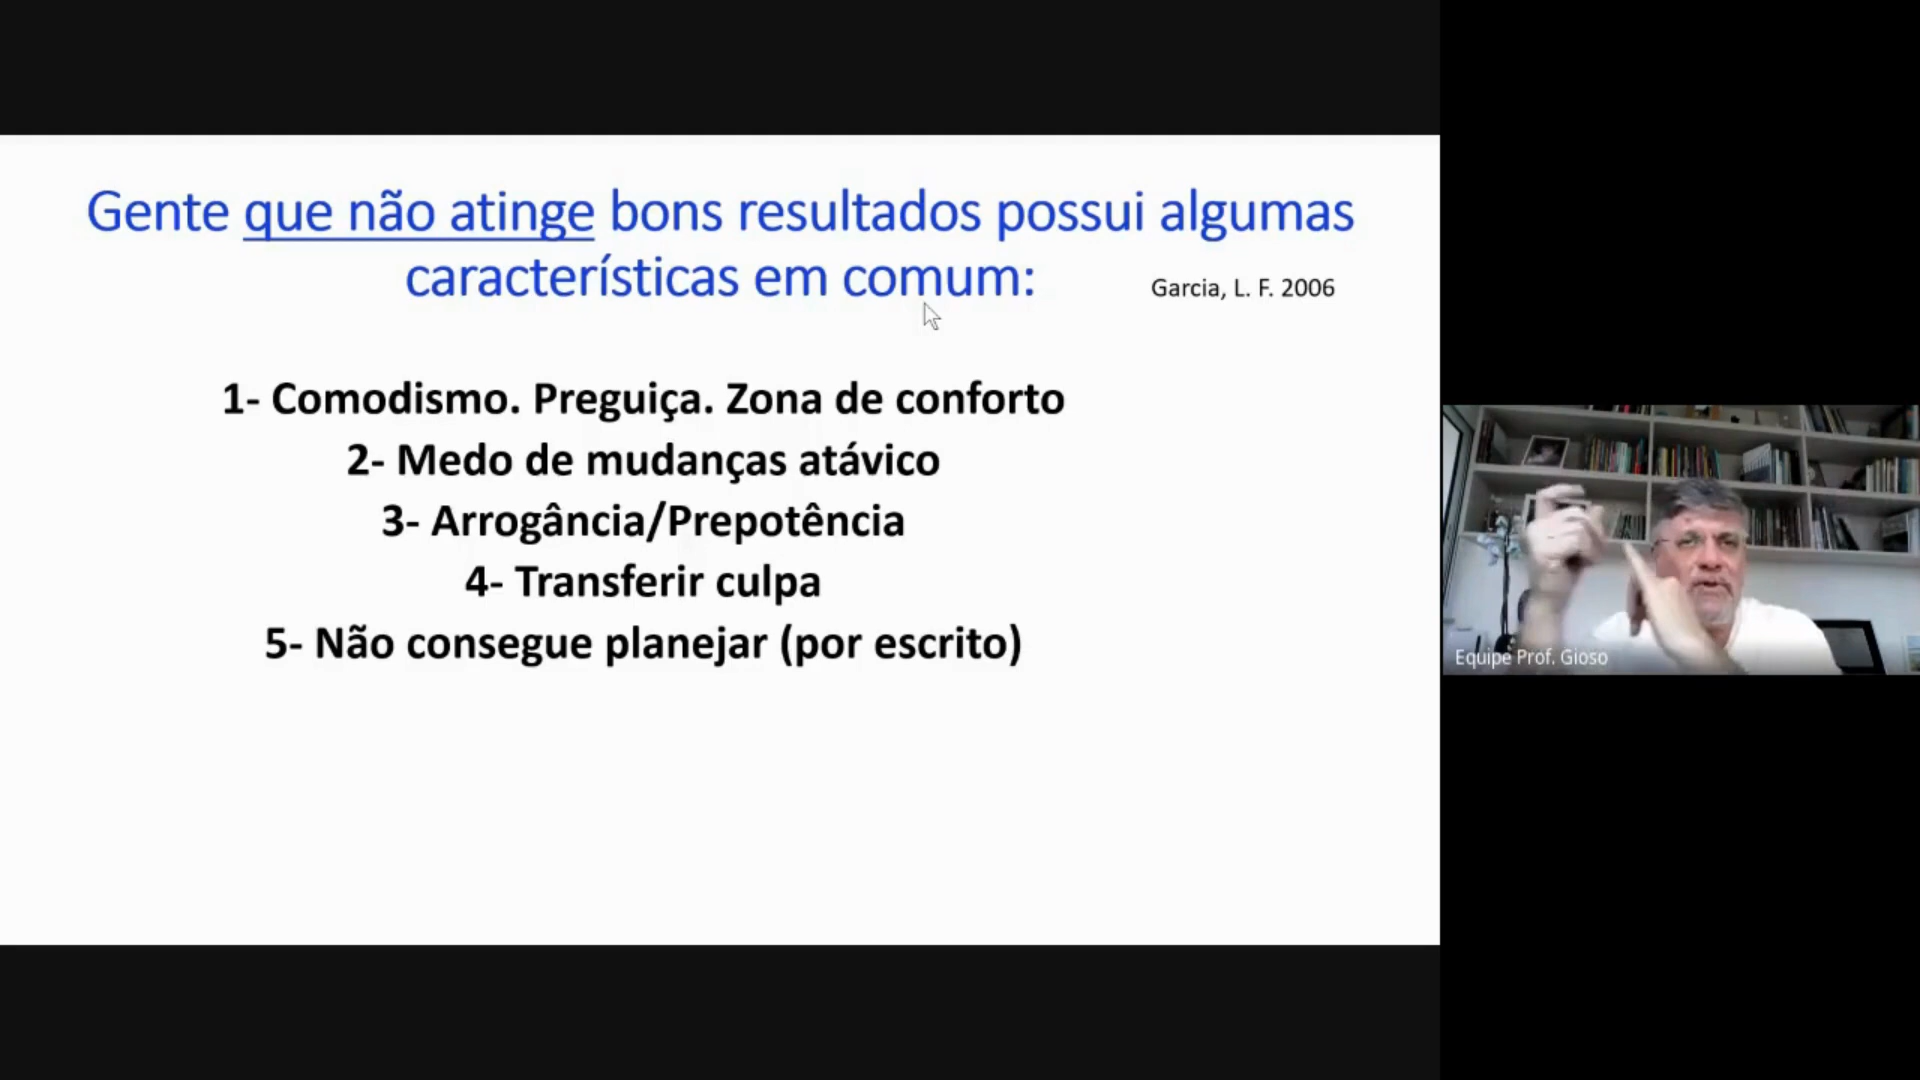 Gente que não atinge bons resultados possui algumas
características em comum:
Garcia, L. F. 2006
1- Comodismo. Preguiça. Zona de conforto
2- Medo de mudanças atávico
3- Arrogância/Prepotência
4- Transferir culpa
5- Não consegue planejar (por escrito)
Equipe Prof. Gioso